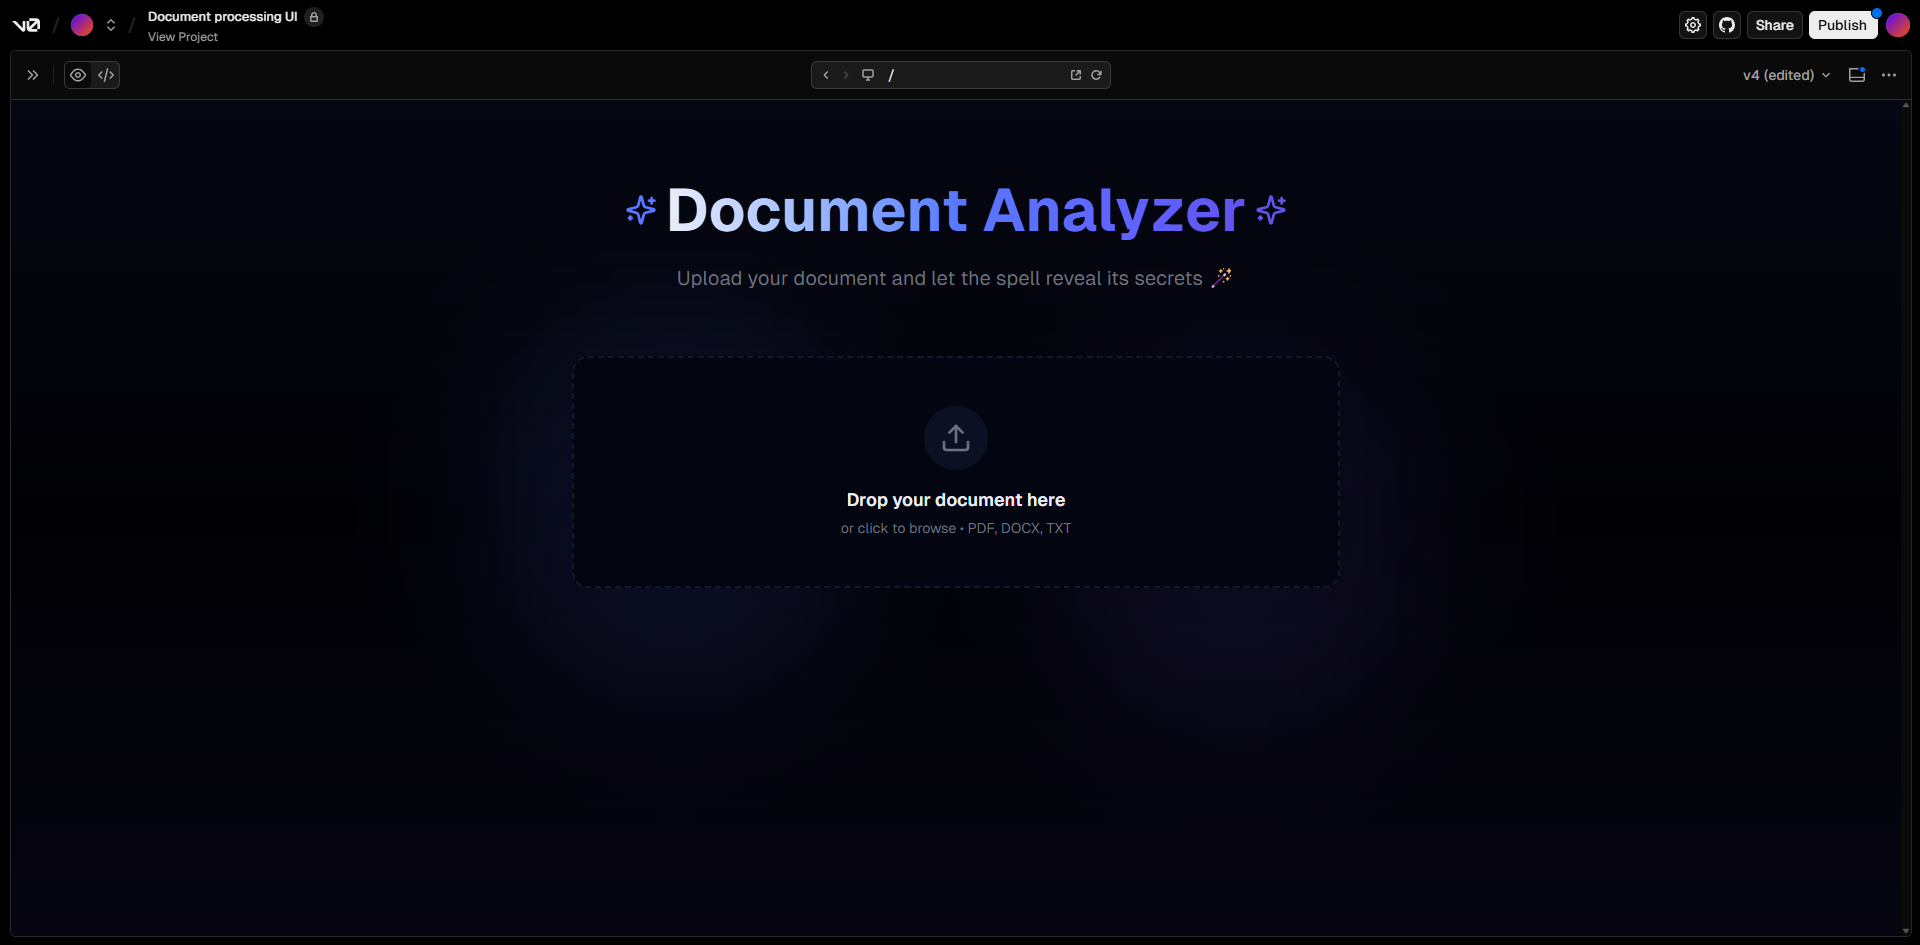 v0
Document processing UI
View Project
Share
Publish
/
v4 (edited)
Document Analyzer
Upload your document and let the spell reveal its secrets 🪄
Drop your document here
or click to browse • PDF, DOCX, TXT